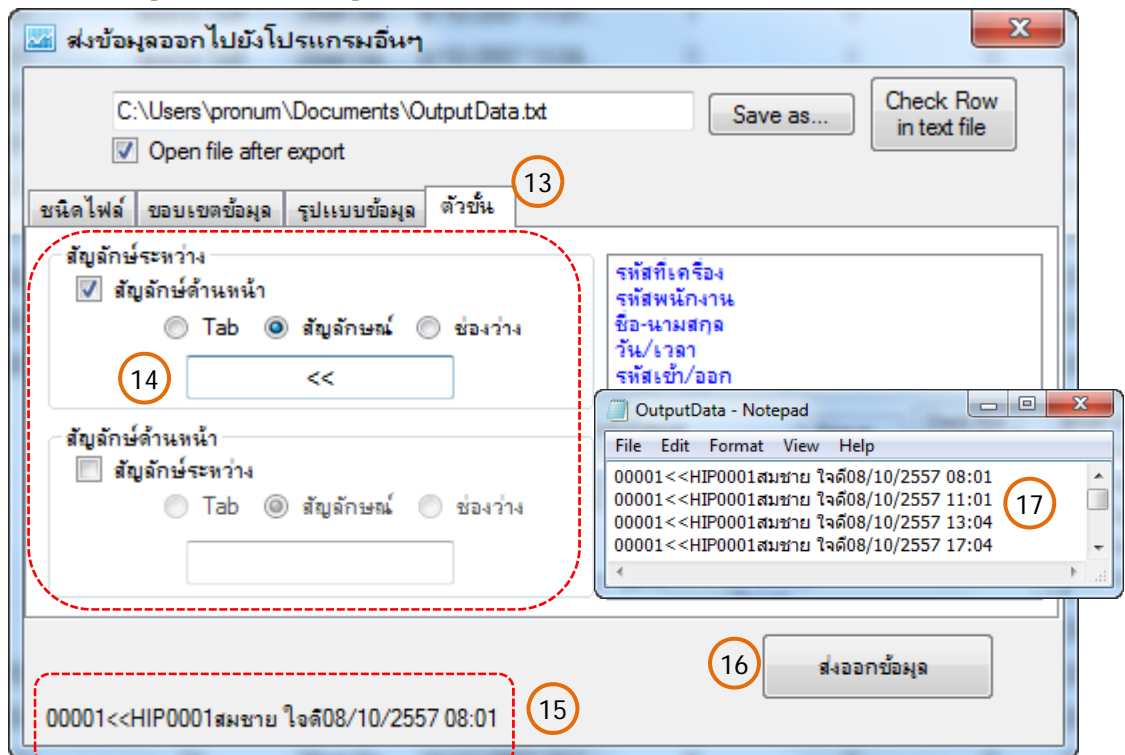 ส่งข้อมูลออกไปยังโปรแกรมอื่นๆ
C:\Users\pronum\Documents\OutputData.txt
Save as...
Check Row
in text file
Open file after export
13
ชนิดไฟล์ ขอบเขตข้อมูล รูปแบบข้อมูล ตัวขั้น
สัญลักษ์ระหว่าง
สัญลักษ์ด้านหน้า
Tab สัญลักษณ์ ช่องว่าง
14
<<
สัญลักษ์ด้านหน้า
สัญลักษ์ระหว่าง
Tab สัญลักษณ์ ช่องว่าง
รหัสที่เครื่อง
รหัสพนักงาน
ชื่อ-นามสกุล
วัน/เวลา
รหัสเข้า/ออก
OutputData - Notepad
File Edit Format View Help
00001<<HIP0001สมชาย ใจดี08/10/2557 08:01
00001<<HIP0001สมชาย ใจดี08/10/2557 11:01
00001<<HIP0001สมชาย ใจดี08/10/2557 13:04
00001<<HIP0001สมชาย ใจดี08/10/2557 17:04
17
16
ส่งออกข้อมูล
00001<<HIP0001สมชาย ใจดี08/10/2557 08:01
15